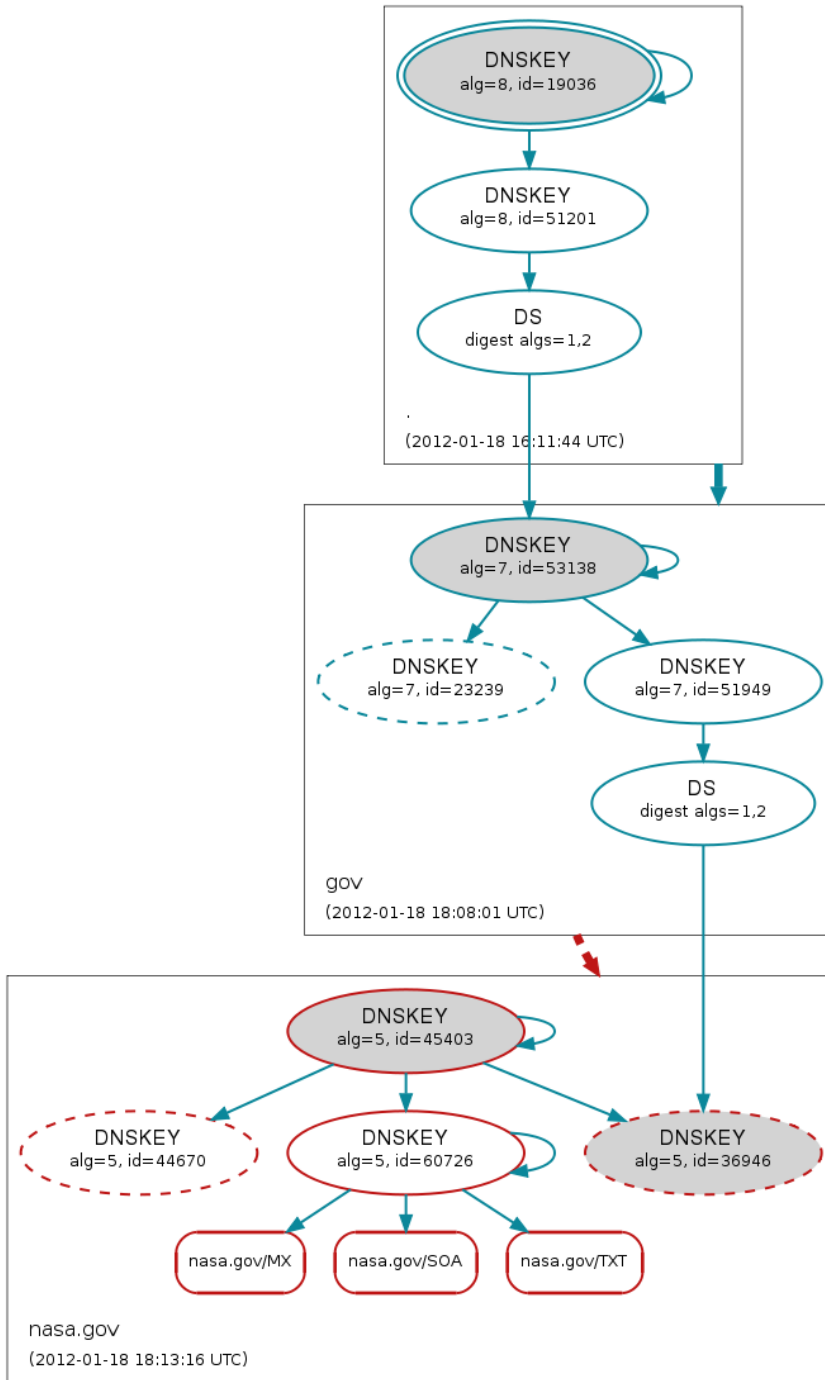 DNSKEY
alg=8, id=19036
DNSKEY
alg=8, id=51201
DS
digest algs=1,2
.
(2012-01-18 16:11:44 UTC)
DNSKEY
alg=7, id=53138
DNSKEY
alg=7, id=23239
DNSKEY
alg=7, id=51949
DS
digest algs=1,2
gov
(2012-01-18 18:08:01 UTC)
DNSKEY
alg=5, id=45403
DNSKEY
alg=5, id=44670
DNSKEY
alg=5, id=60726
DNSKEY
alg=5, id=36946
nasa.gov/MX
nasa.gov/SOA
nasa.gov/TXT
nasa.gov
(2012-01-18 18:13:16 UTC)